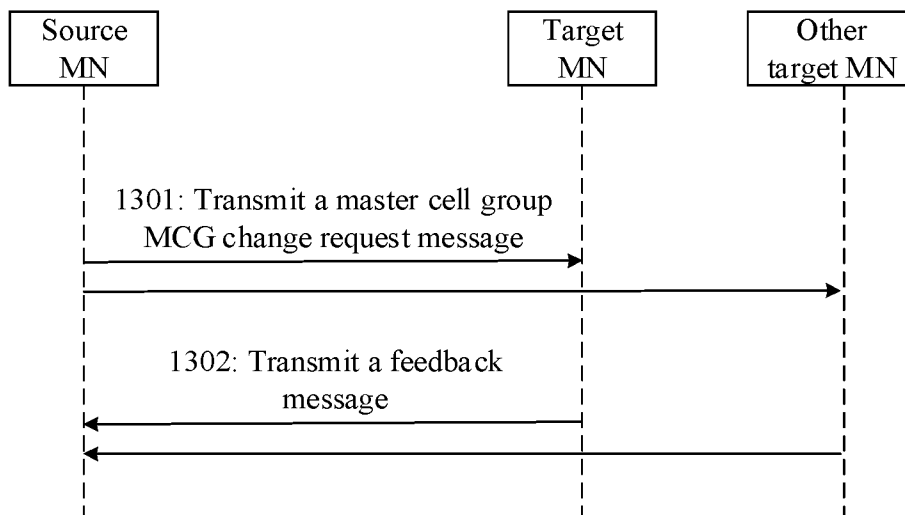 Source
MN
Target
MN
Other
target MN
1301: Transmit a master cell group
MCG change request message
1302: Transmit a feedback
message